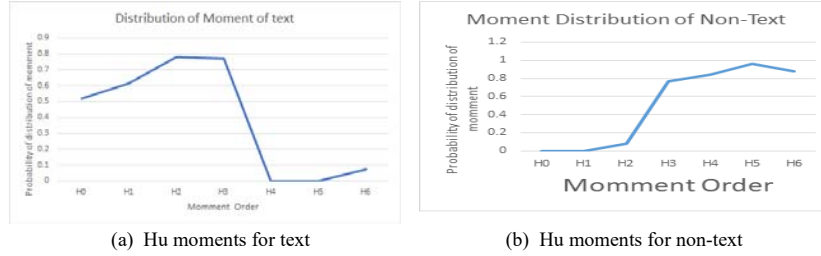 Distribution of Moment of text
Probability of distribution of memment
0.9
0.8
0.7
0.6
0.5
0.4
0.3
0.2
0.1
0
H0 H1 H2 H3 H4 H5 H6
Momment Order
(a) Hu moments for text
Moment Distribution of Non-Text
Probability of distribution of
momment
1.2
1
0.8
0.6
0.4
0.2
0
H0 H1 H2 H3 H4 H5 H6
Momment Order
(b) Hu moments for non-text